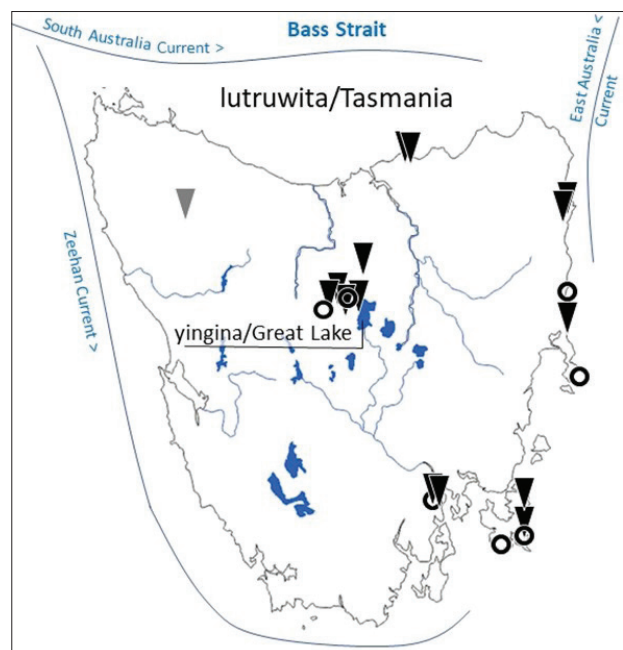 South Australia Current >
Bass Strait
East Australia <
Current
lutruwita/Tasmania
Zeehan Current >
yingina/Great Lake